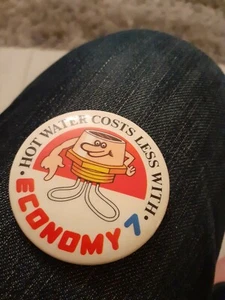 · HOT WATER COSTS LESS WITH ·
ECONOMY 7